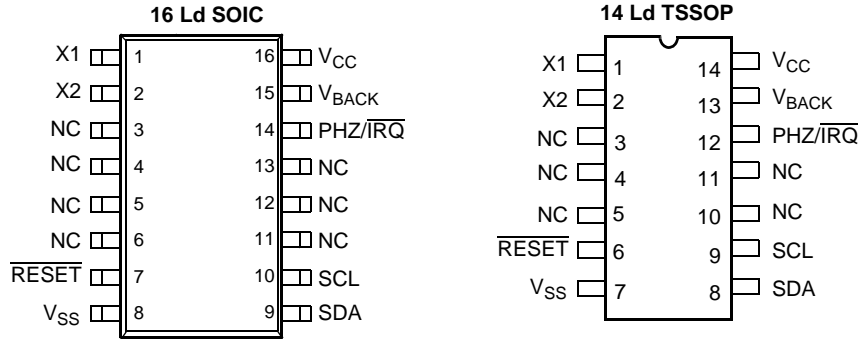 16 Ld SOIC
X1 1 16 VCC
X2 2 15 VBACK
NC 3 14 PHZ/IRQ
NC 4 13 NC
NC 5 12 NC
NC 6 11 NC
RESET 7 10 SCL
VSS 8 9 SDA
14 Ld TSSOP
X1 1 14 VCC
X2 2 13 VBACK
NC 3 12 PHZ/IRQ
NC 4 11 NC
NC 5 10 NC
RESET 6 9 SCL
VSS 7 8 SDA